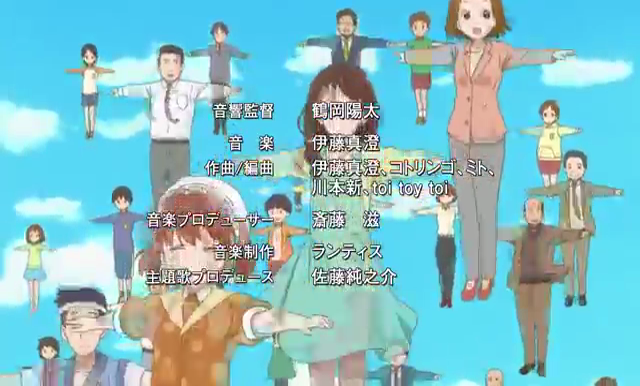 音響監督 鶴岡陽太
音 楽 伊藤真澄
作曲/編曲 伊藤真澄、コトリンゴ、ミト、
川本新、toi toy toi
音楽プロデューサー 斎藤 滋
音楽制作 ランティス
主題歌プロデュース 佐藤純之介